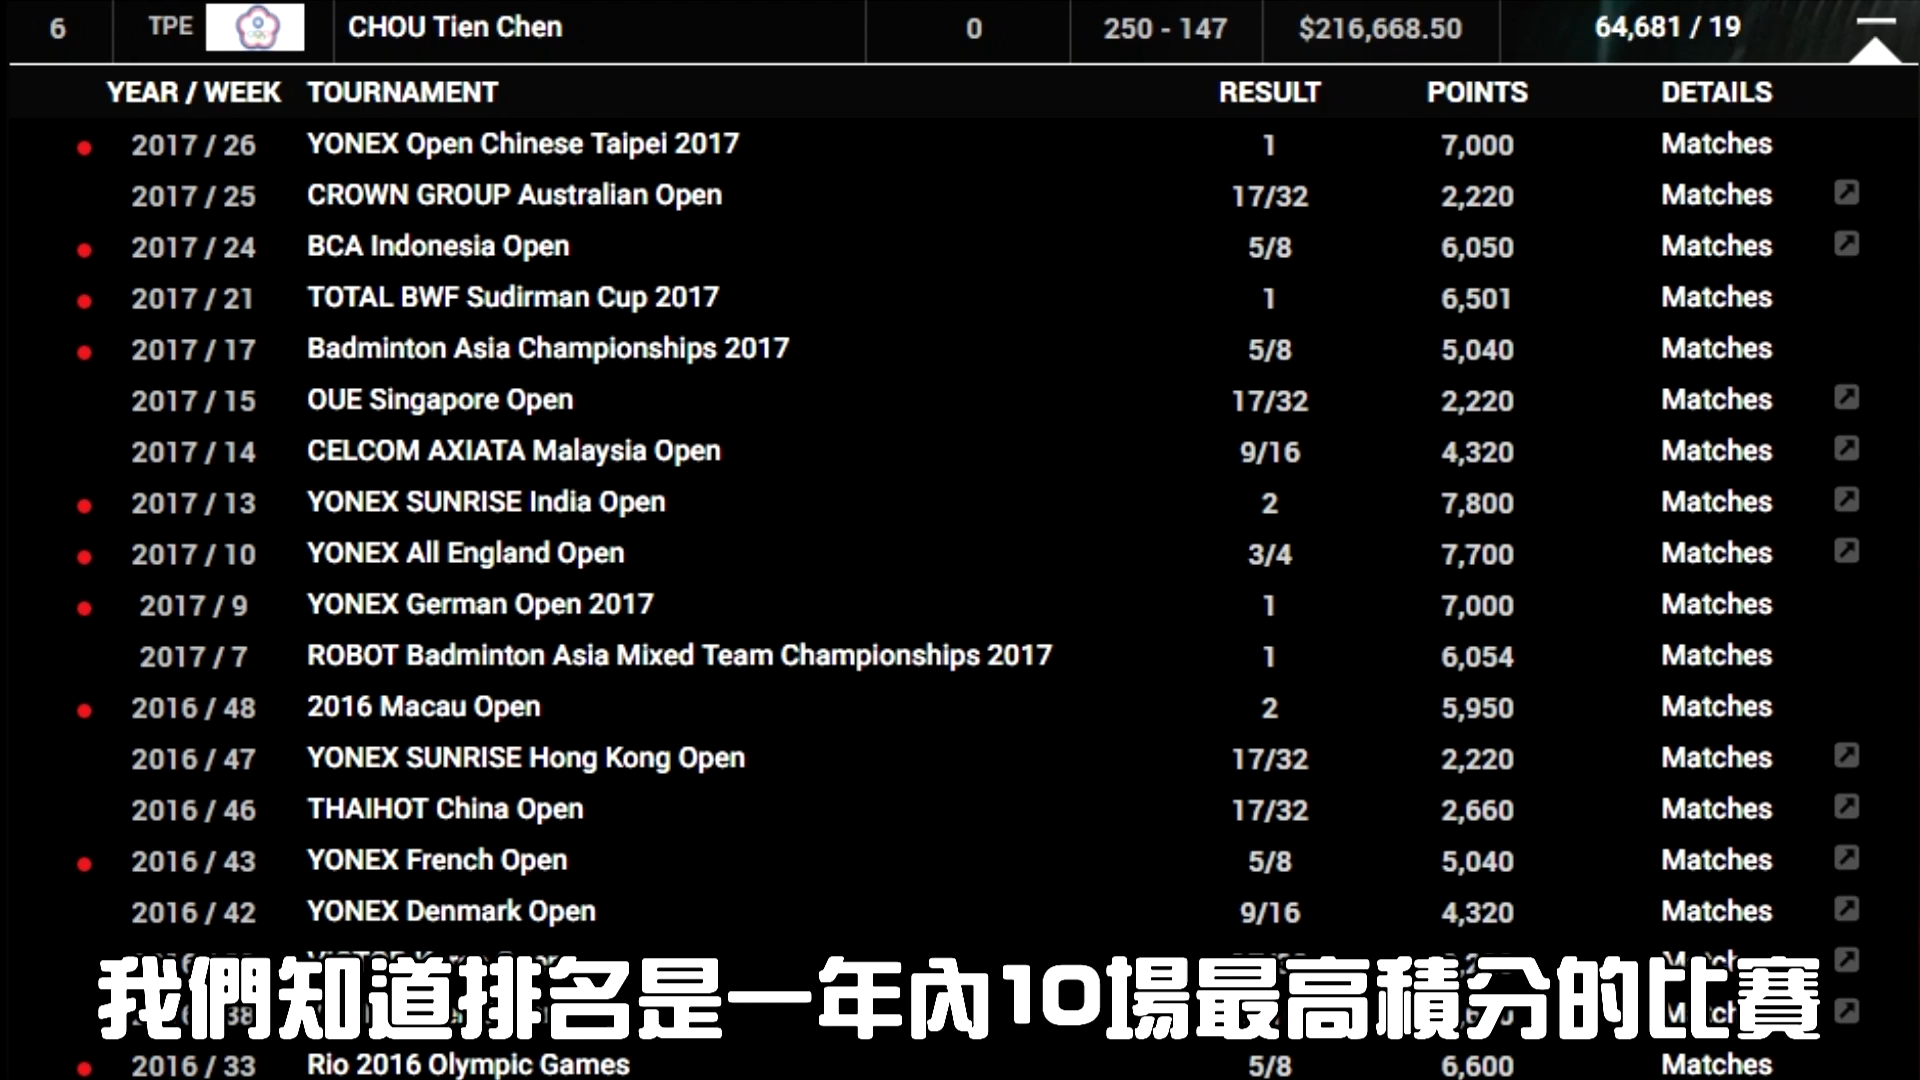 6 TPE CHOU Tien Chen 0 250 - 147 $216,668.50 64,681 / 19
YEAR / WEEK TOURNAMENT RESULT POINTS DETAILS
2017 / 26 YONEX Open Chinese Taipei 2017 1 7,000 Matches
2017 / 25 CROWN GROUP Australian Open 17/32 2,220 Matches
2017 / 24 BCA Indonesia Open 5/8 6,050 Matches
2017 / 21 TOTAL BWF Sudirman Cup 2017 1 6,501 Matches
2017 / 17 Badminton Asia Championships 2017 5/8 5,040 Matches
2017 / 15 OUE Singapore Open 17/32 2,220 Matches
2017 / 14 CELCOM AXIATA Malaysia Open 9/16 4,320 Matches
2017 / 13 YONEX SUNRISE India Open 2 7,800 Matches
2017 / 10 YONEX All England Open 3/4 7,700 Matches
2017 / 9 YONEX German Open 2017 1 7,000 Matches
2017 / 7 ROBOT Badminton Asia Mixed Team Championships 2017 1 6,054 Matches
2016 / 48 2016 Macau Open 2 5,950 Matches
2016 / 47 YONEX SUNRISE Hong Kong Open 17/32 2,220 Matches
2016 / 46 THAIHOT China Open 17/32 2,660 Matches
2016 / 43 YONEX French Open 5/8 5,040 Matches
2016 / 42 YONEX Denmark Open 9/16 4,320 Matches
我們知道排名是一年內10場最高積分的比賽
2016 / 33 Rio 2016 Olympic Games 5/8 6,600 Matches